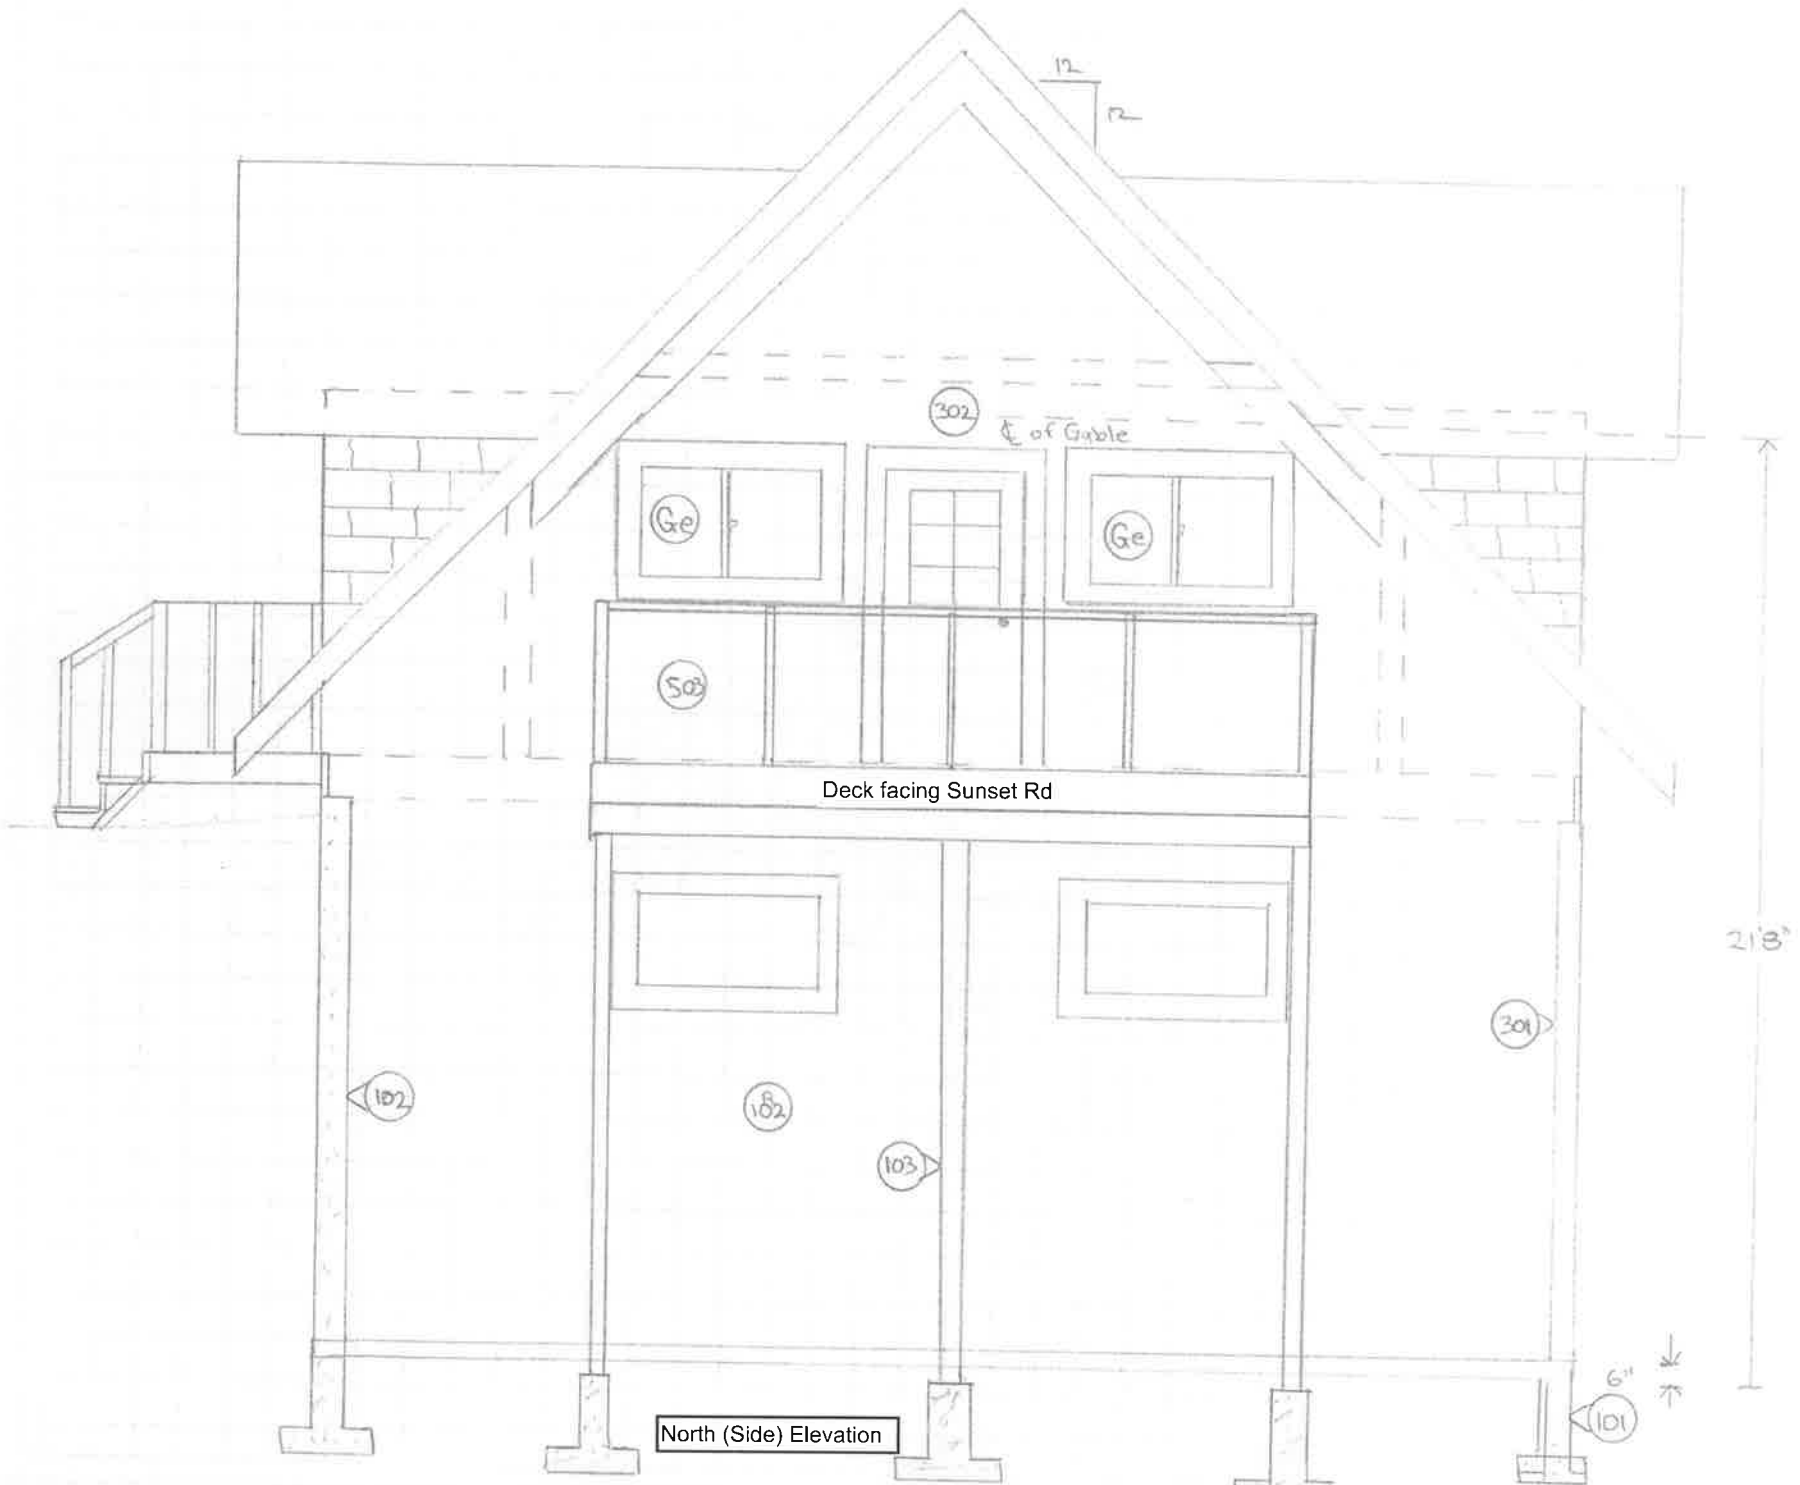 12
12
302
℄ of Gable
Ge
Ge
503
Deck facing Sunset Rd
21'8"
301
102
102
103
6"
101
North (Side) Elevation